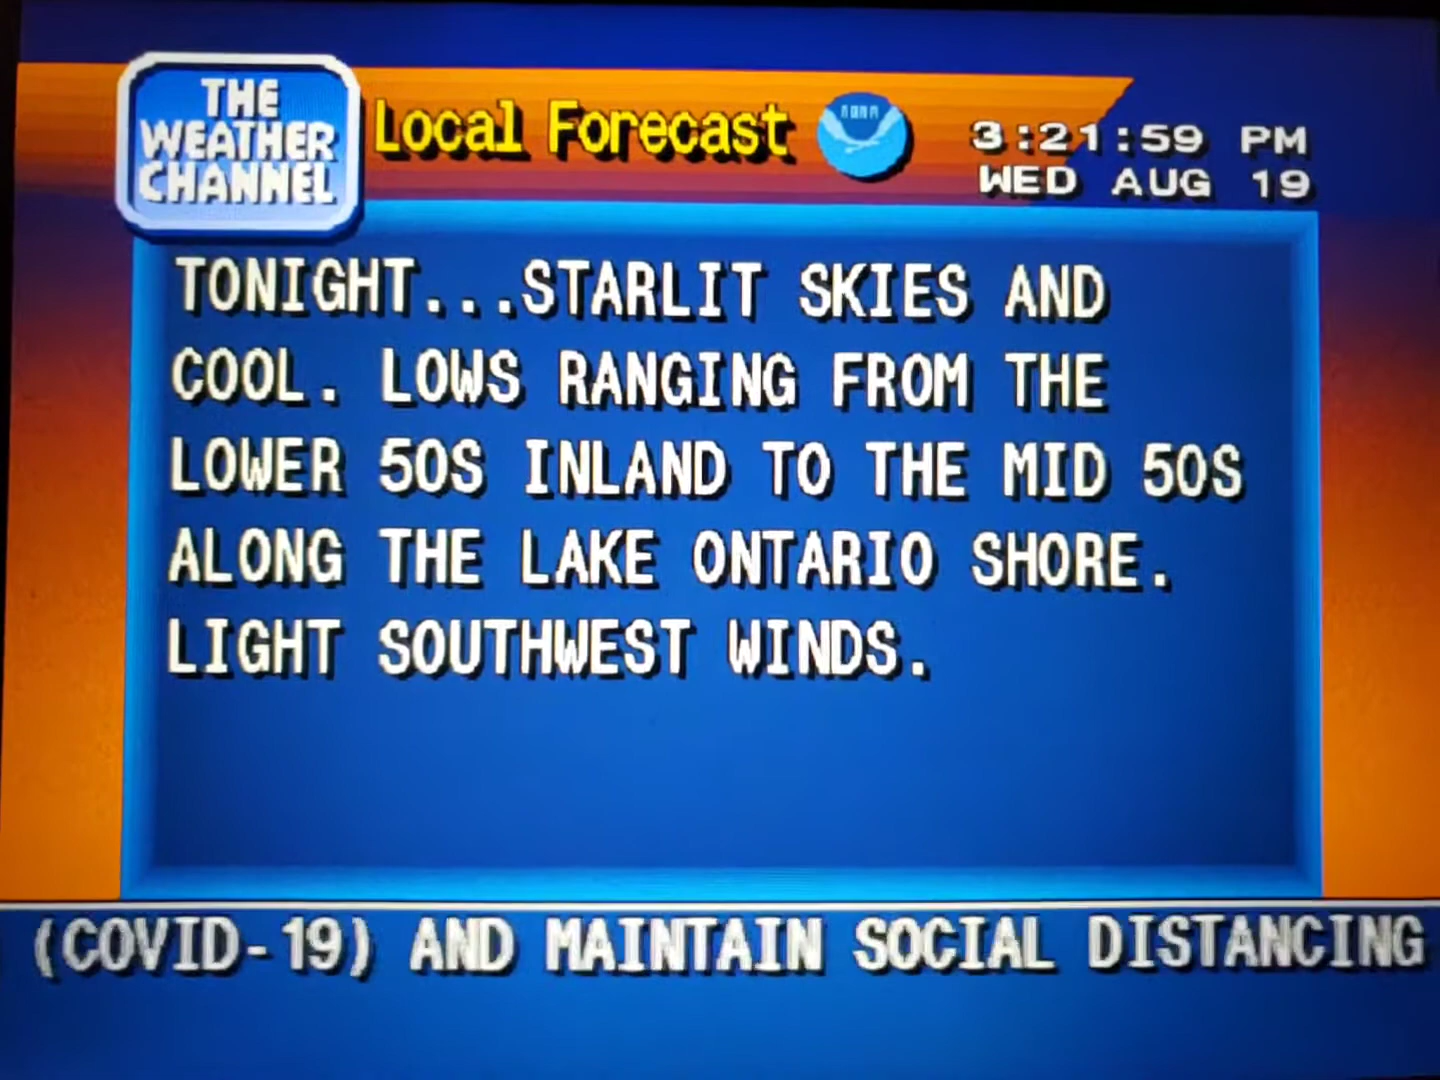 THE
WEATHER
CHANNEL
Local Forecast
NOAA
3:21:59 PM
WED AUG 19
TONIGHT...STARLIT SKIES AND
COOL. LOWS RANGING FROM THE
LOWER 50S INLAND TO THE MID 50S
ALONG THE LAKE ONTARIO SHORE.
LIGHT SOUTHWEST WINDS.
(COVID-19) AND MAINTAIN SOCIAL DISTANCING